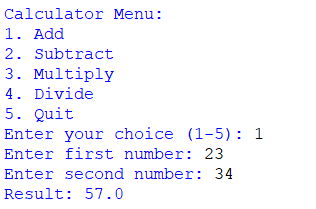 Calculator Menu:
1. Add
2. Subtract
3. Multiply
4. Divide
5. Quit
Enter your choice (1-5): 1
Enter first number: 23
Enter second number: 34
Result: 57.0